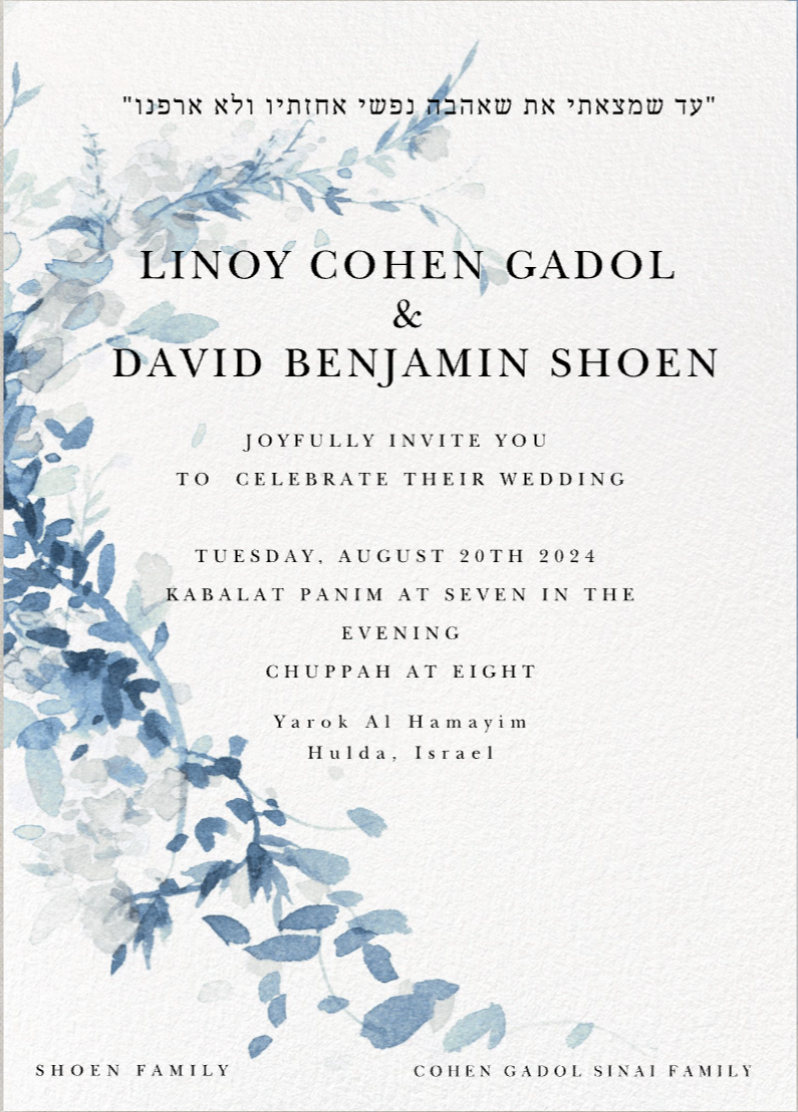 "עד שמצאתי את שאהבה נפשי אחזתיו ולא ארפנו"
LINOY COHEN GADOL
&
DAVID BENJAMIN SHOEN
JOYFULLY INVITE YOU
TO CELEBRATE THEIR WEDDING
TUESDAY, AUGUST 20TH 2024
KABALAT PANIM AT SEVEN IN THE
EVENING
CHUPPAH AT EIGHT
Yarok Al Hamayim
Hulda, Israel
SHOEN FAMILY
COHEN GADOL SINAI FAMILY